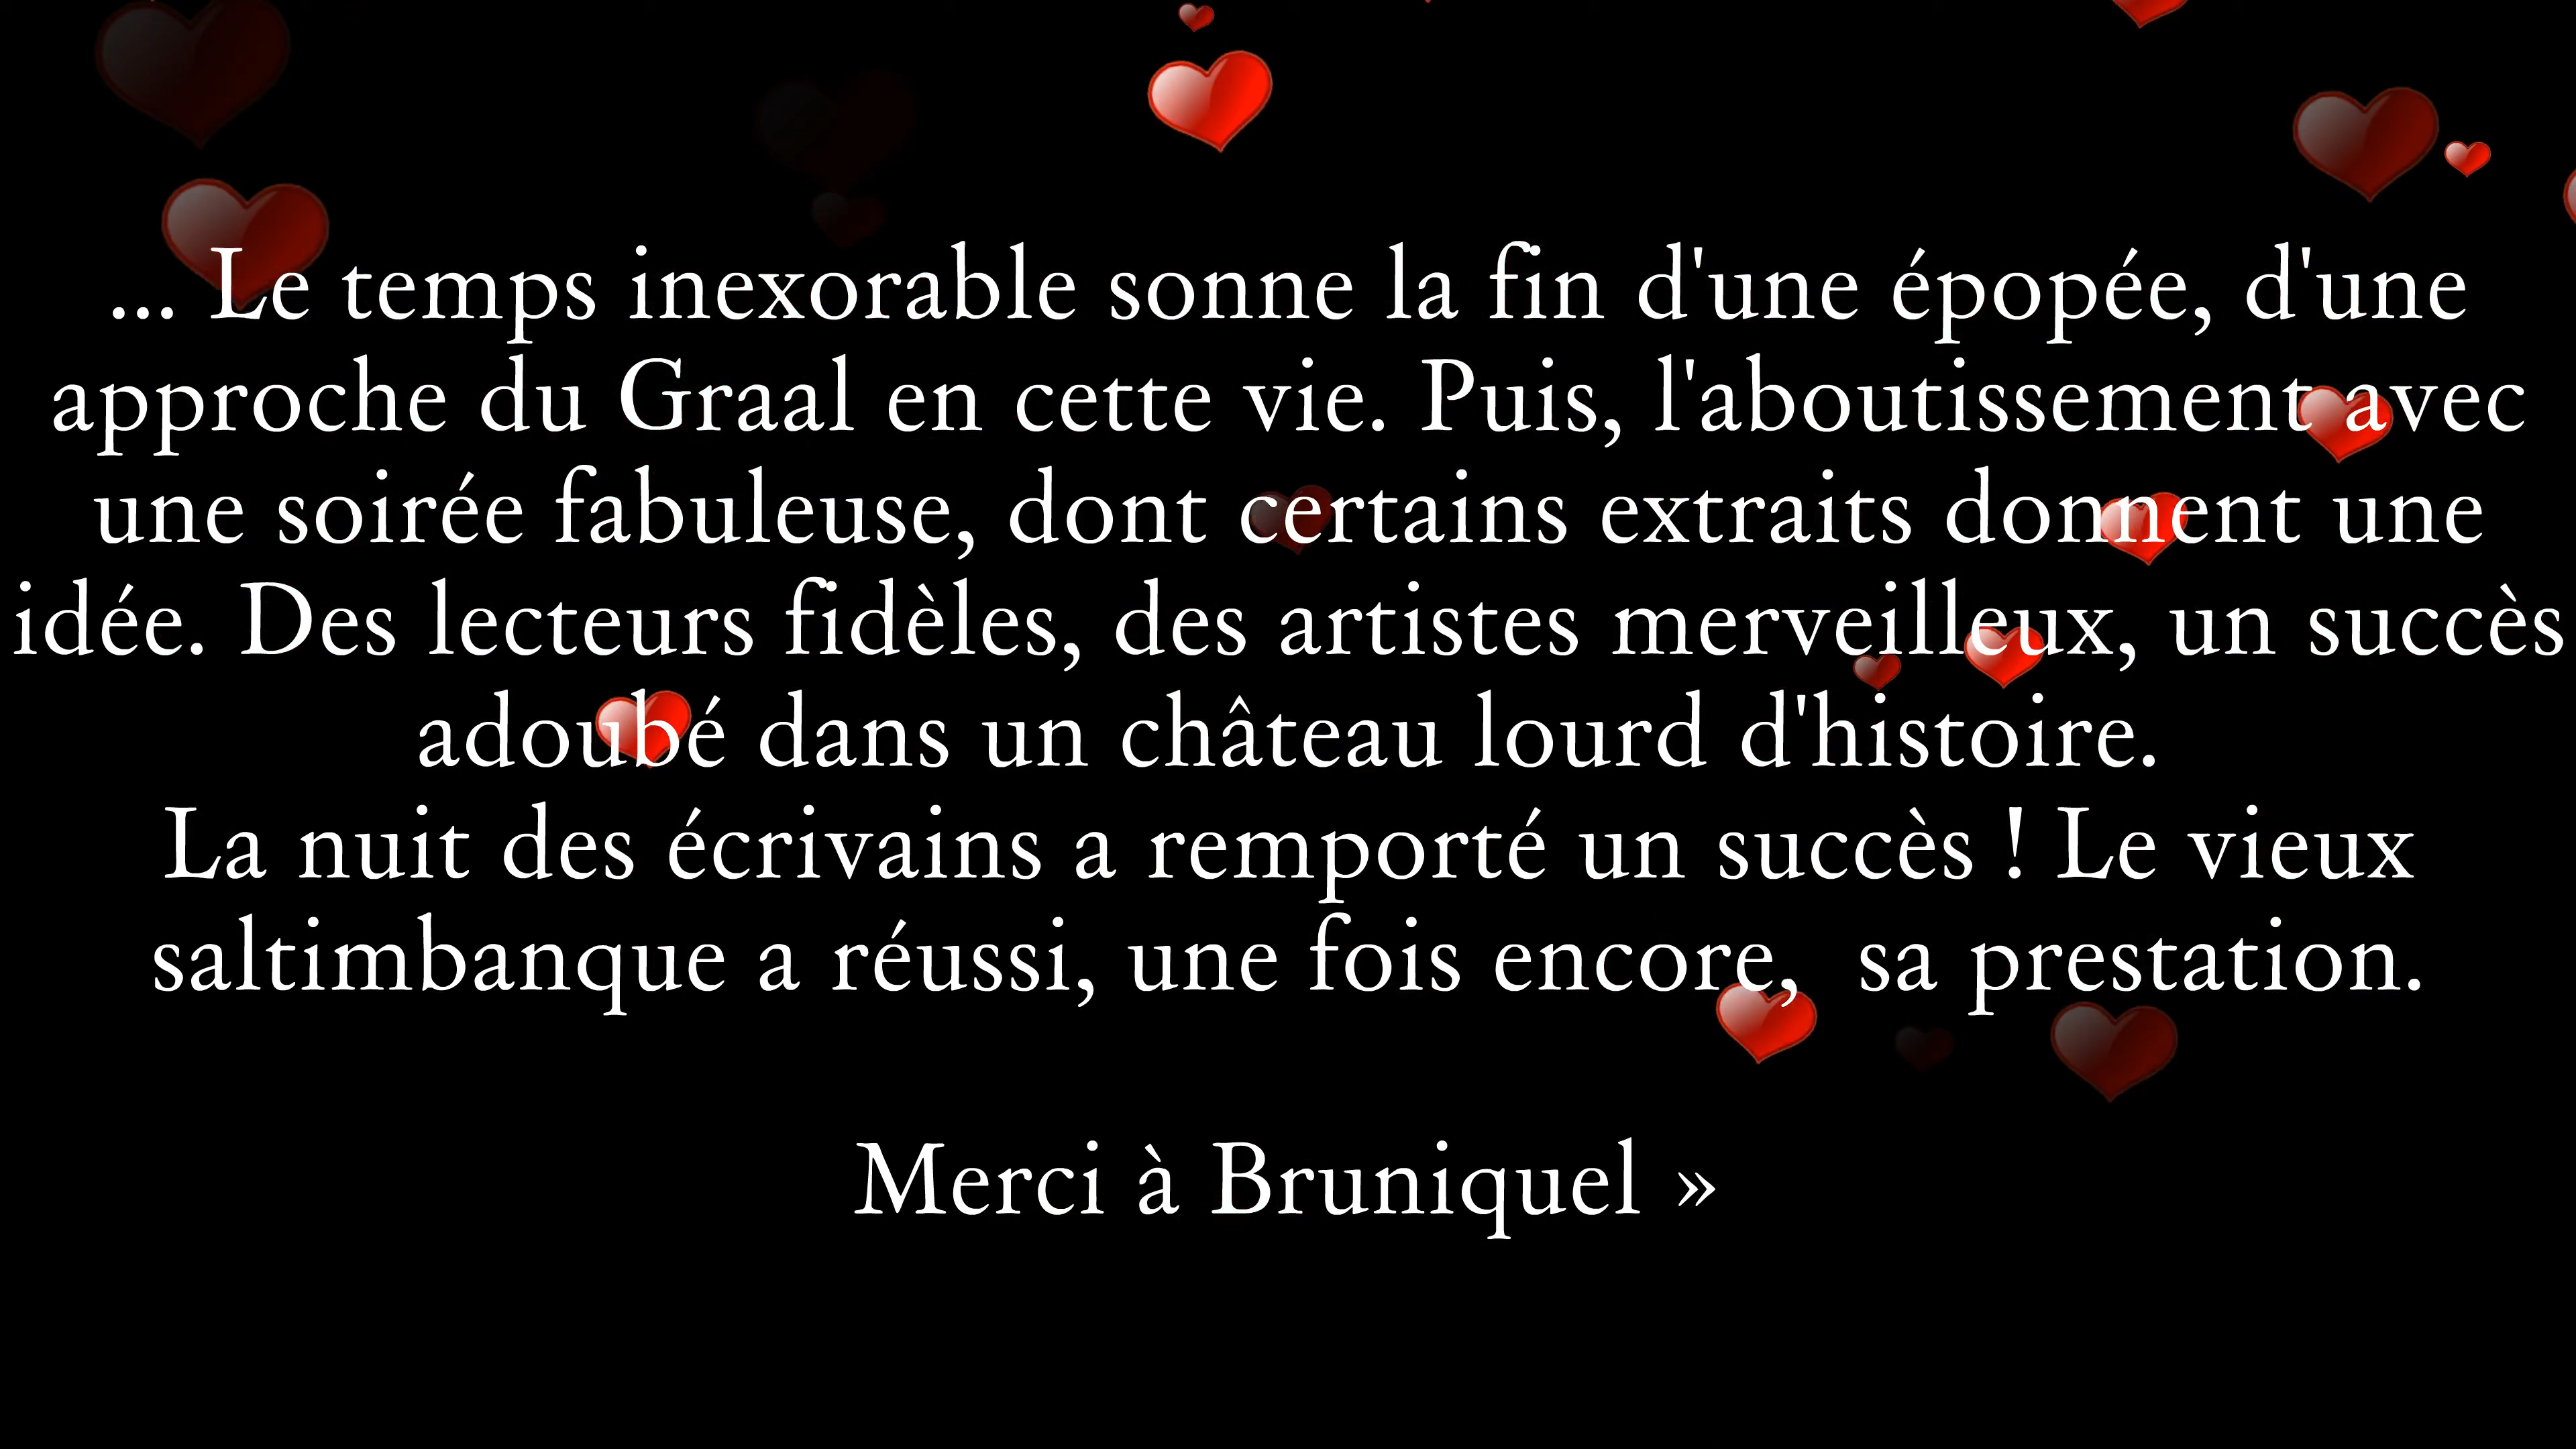 ... Le temps inexorable sonne la fin d'une épopée, d'une
approche du Graal en cette vie. Puis, l'aboutissement avec
une soirée fabuleuse, dont certains extraits donnent une
idée. Des lecteurs fidèles, des artistes merveilleux, un succès
adoubé dans un château lourd d'histoire.
La nuit des écrivains a remporté un succès ! Le vieux
saltimbanque a réussi, une fois encore,  sa prestation.
Merci à Bruniquel »